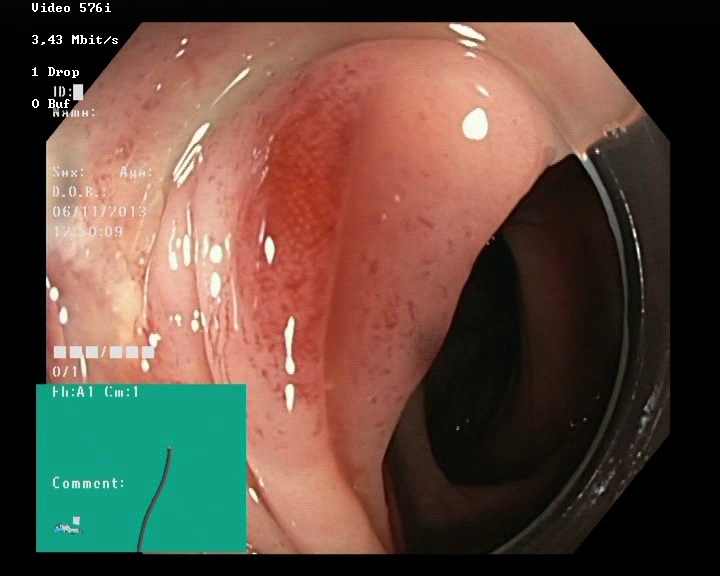 Video 576i
3,43 Mbit/s
1 Drop
ID:
0 Buf
Name:
Sex: Age:
D.O.B.:
06/11/2013
12:50:09
0/1
Eh:A1 Cm:1
Comment: